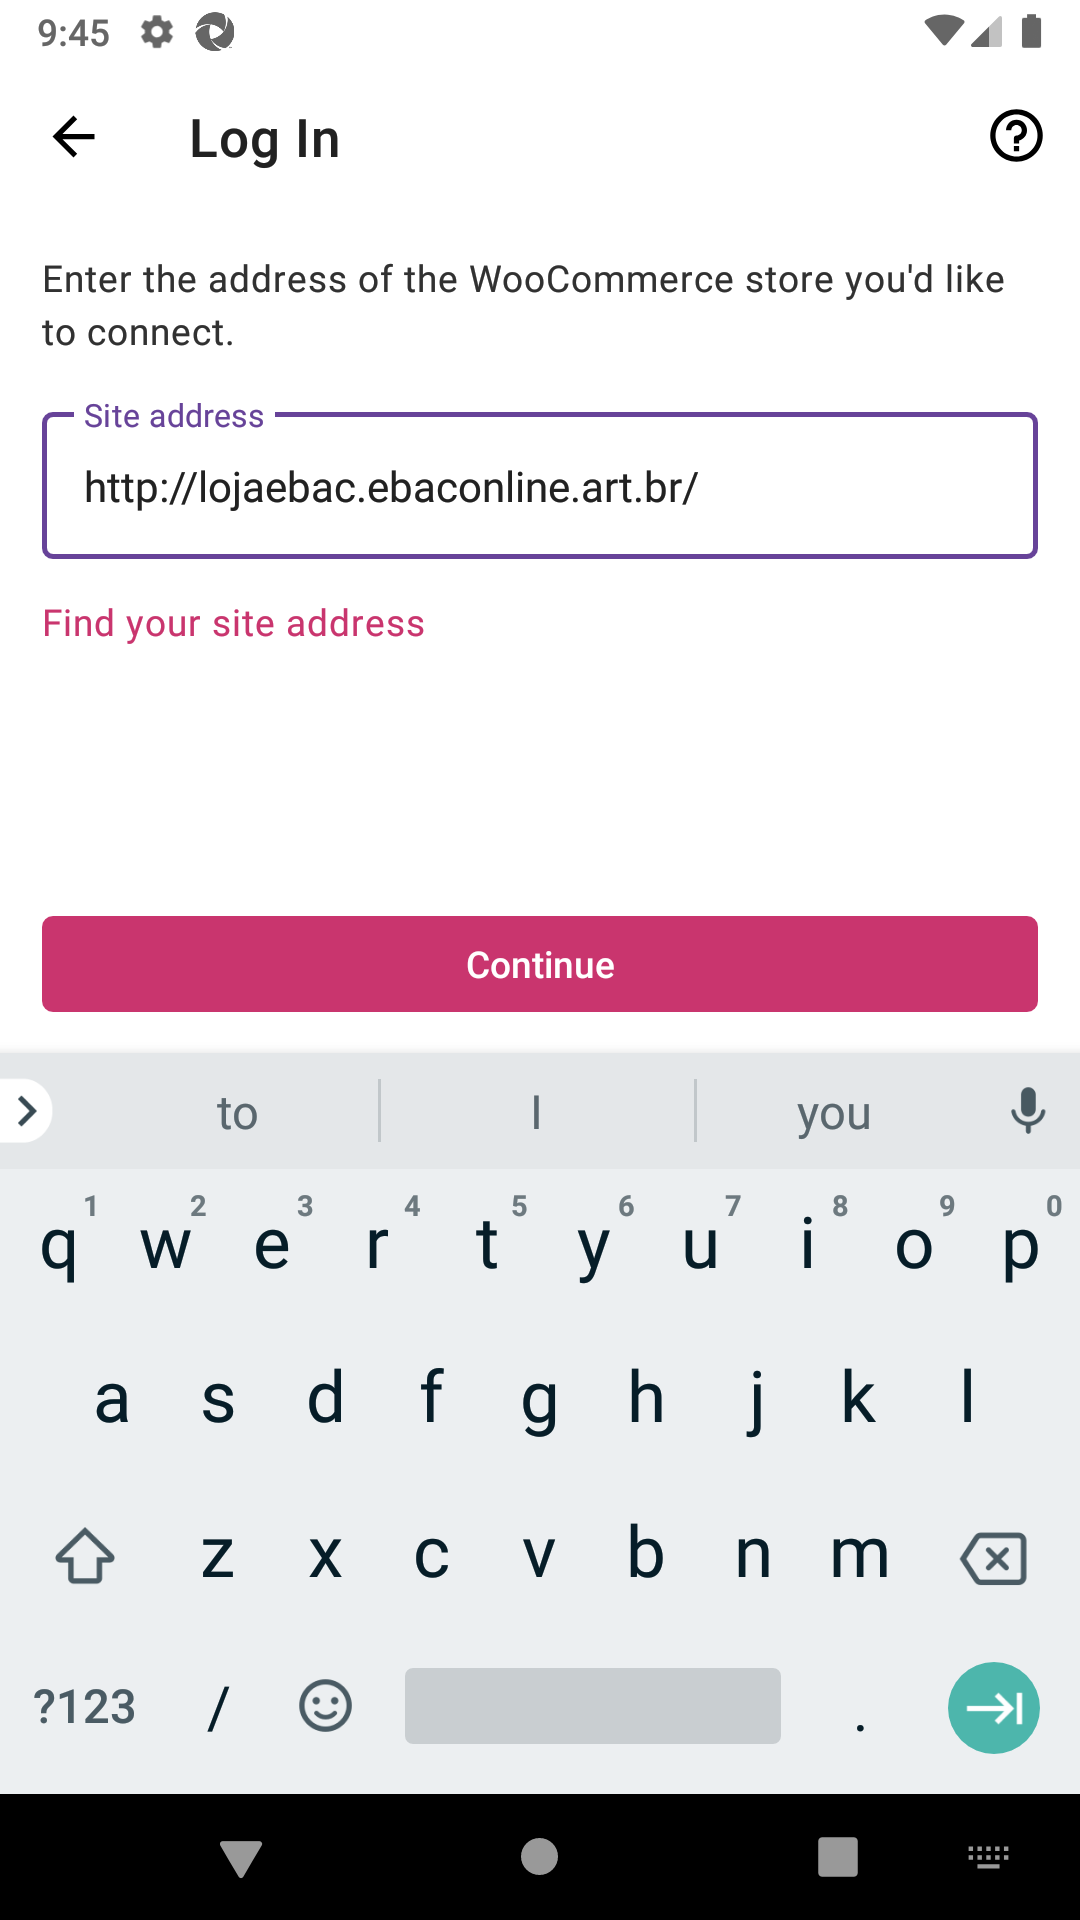 9:45
Log In
Enter the address of the WooCommerce store you'd like
to connect.
Site address
http://lojaebac.ebaconline.art.br/
Find your site address
Continue
to I you
1 2 3 4 5 6 7 8 9 0
q w e r t y u i o p
a s d f g h j k l
z x c v b n m
?123 / .